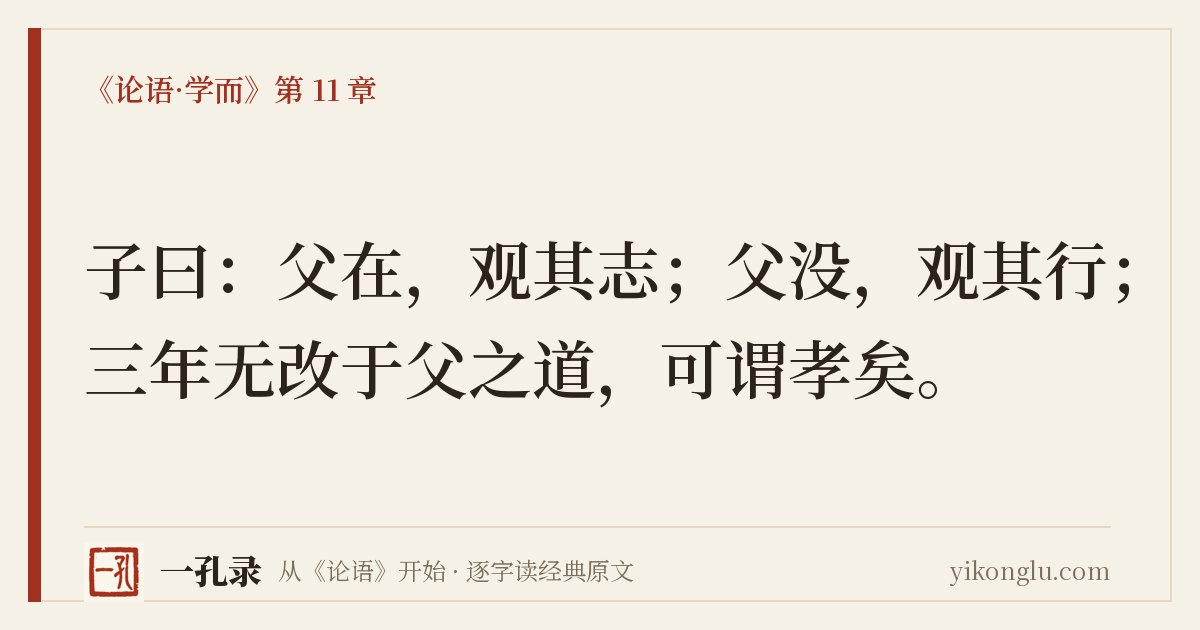 《论语·学而》第 11 章
子曰：父在，观其志；父没，观其行；
三年无改于父之道，可谓孝矣。
一孔
一孔录 从《论语》开始 · 逐字读经典原文 yikonglu.com